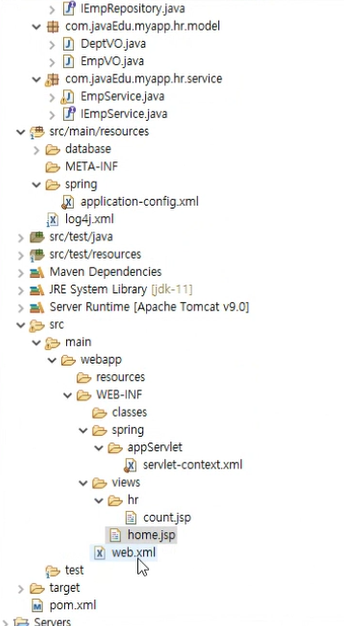 IEmpRepository.java
com.javaEdu.myapp.hr.model
DeptVO.java
EmpVO.java
com.javaEdu.myapp.hr.service
EmpService.java
IEmpService.java
src/main/resources
database
META-INF
spring
application-config.xml
log4j.xml
src/test/java
src/test/resources
Maven Dependencies
JRE System Library [jdk-11]
Server Runtime [Apache Tomcat v9.0]
src
main
webapp
resources
WEB-INF
classes
spring
appServlet
servlet-context.xml
views
hr
count.jsp
home.jsp
web.xml
test
target
pom.xml
Servers